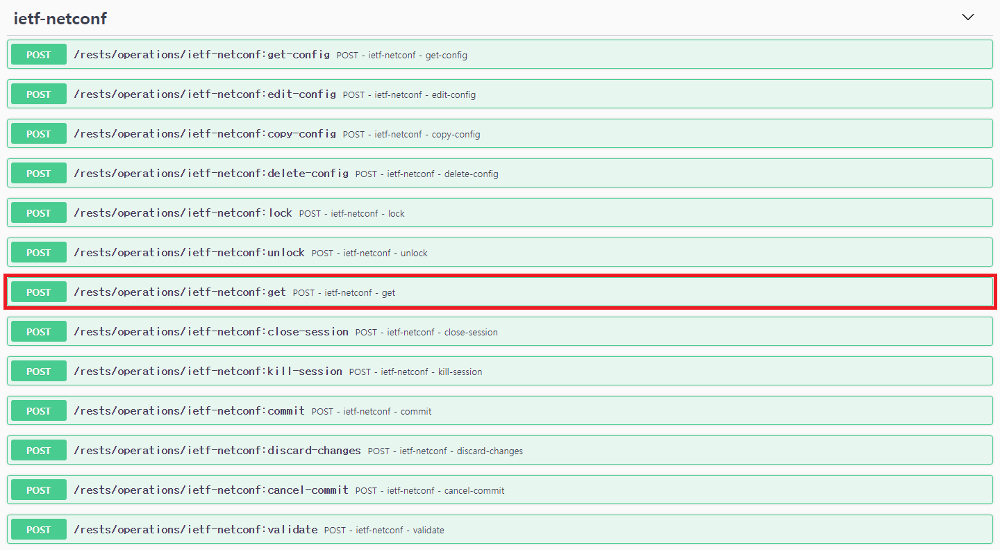 ietf-netconf
POST /rests/operations/ietf-netconf:get-config POST - ietf-netconf - get-config
POST /rests/operations/ietf-netconf:edit-config POST - ietf-netconf - edit-config
POST /rests/operations/ietf-netconf:copy-config POST - ietf-netconf - copy-config
POST /rests/operations/ietf-netconf:delete-config POST - ietf-netconf - delete-config
POST /rests/operations/ietf-netconf:lock POST - ietf-netconf - lock
POST /rests/operations/ietf-netconf:unlock POST - ietf-netconf - unlock
POST /rests/operations/ietf-netconf:get POST - ietf-netconf - get
POST /rests/operations/ietf-netconf:close-session POST - ietf-netconf - close-session
POST /rests/operations/ietf-netconf:kill-session POST - ietf-netconf - kill-session
POST /rests/operations/ietf-netconf:commit POST - ietf-netconf - commit
POST /rests/operations/ietf-netconf:discard-changes POST - ietf-netconf - discard-changes
POST /rests/operations/ietf-netconf:cancel-commit POST - ietf-netconf - cancel-commit
POST /rests/operations/ietf-netconf:validate POST - ietf-netconf - validate